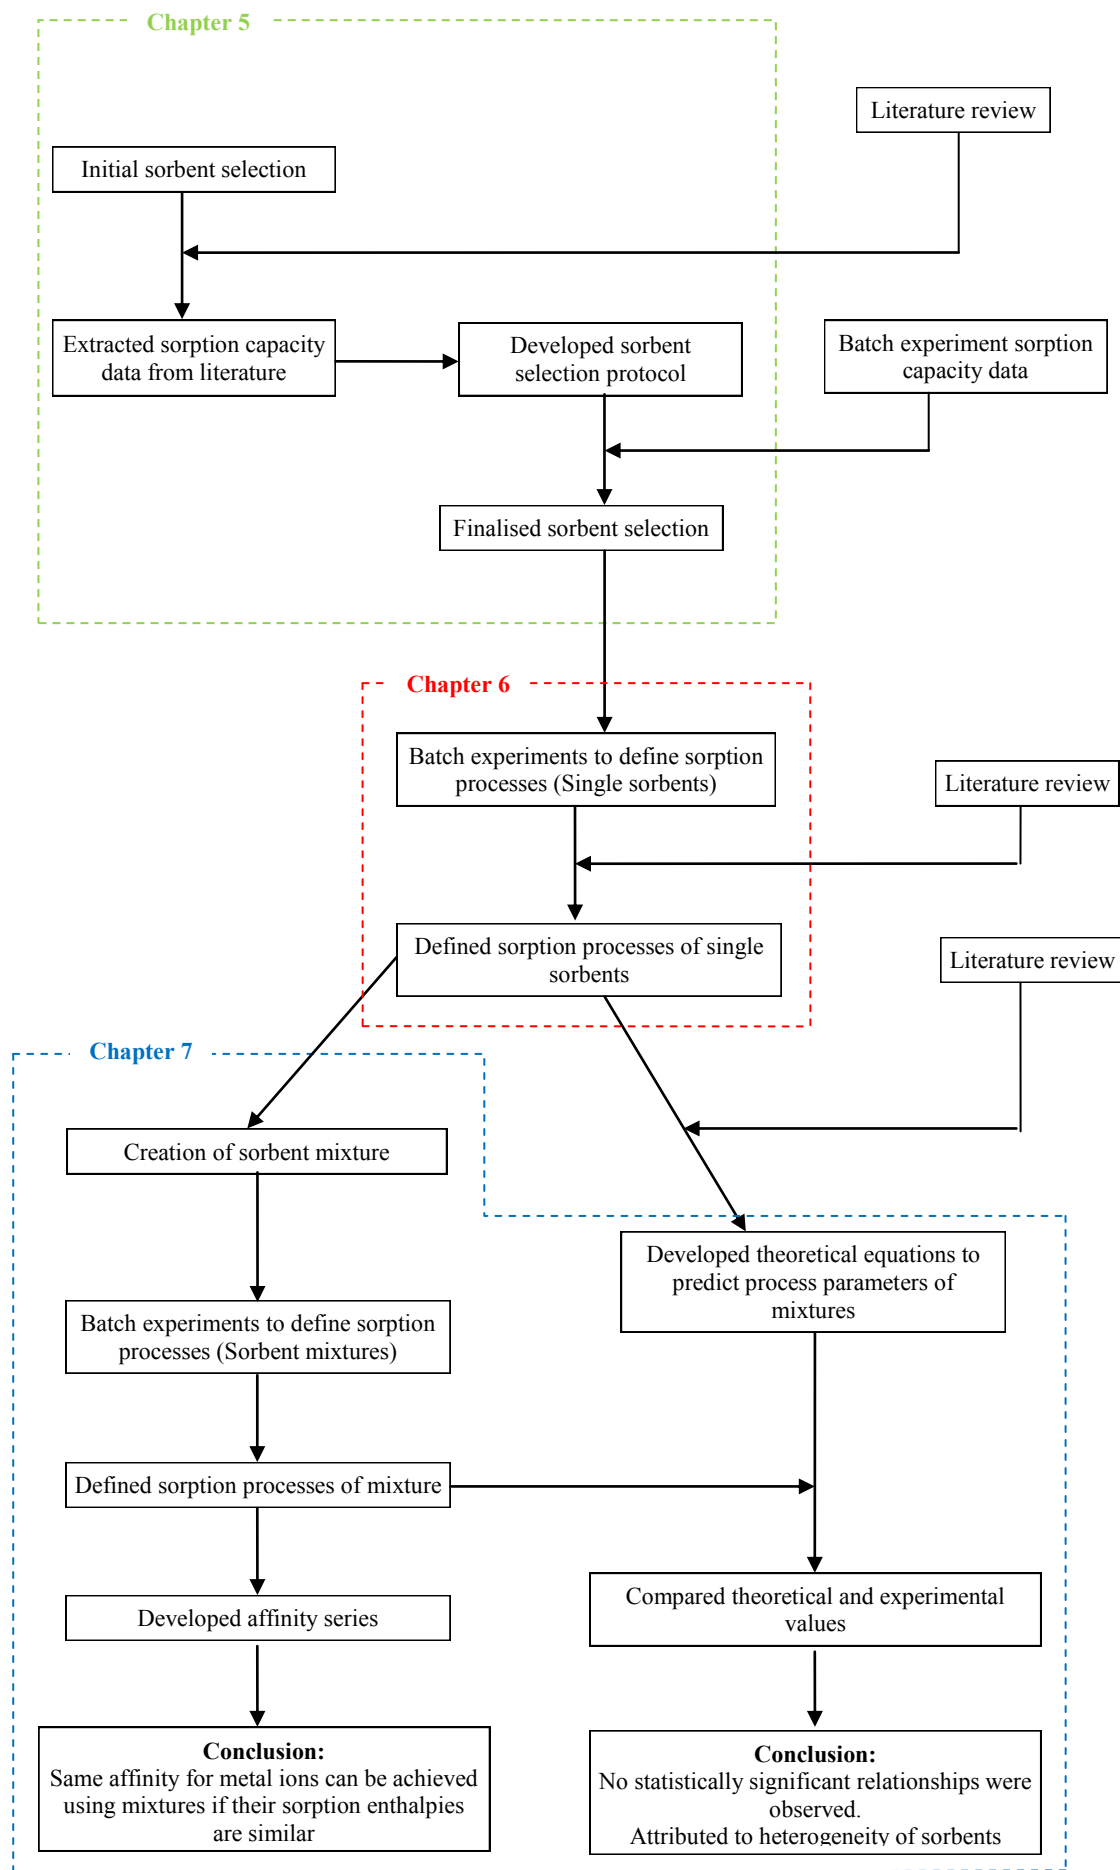 Chapter 5
Literature review
Initial sorbent selection
Extracted sorption capacity
data from literature
Developed sorbent
selection protocol
Batch experiment sorption
capacity data
Finalised sorbent selection
Chapter 6
Batch experiments to define sorption
processes (Single sorbents)
Literature review
Defined sorption processes of single
sorbents
Literature review
Chapter 7
Creation of sorbent mixture
Developed theoretical equations to
predict process parameters of
mixtures
Batch experiments to define sorption
processes (Sorbent mixtures)
Defined sorption processes of mixture
Developed affinity series
Compared theoretical and experimental
values
Conclusion:
Same affinity for metal ions can be achieved
using mixtures if their sorption enthalpies
are similar
Conclusion:
No statistically significant relationships were
observed.
Attributed to heterogeneity of sorbents